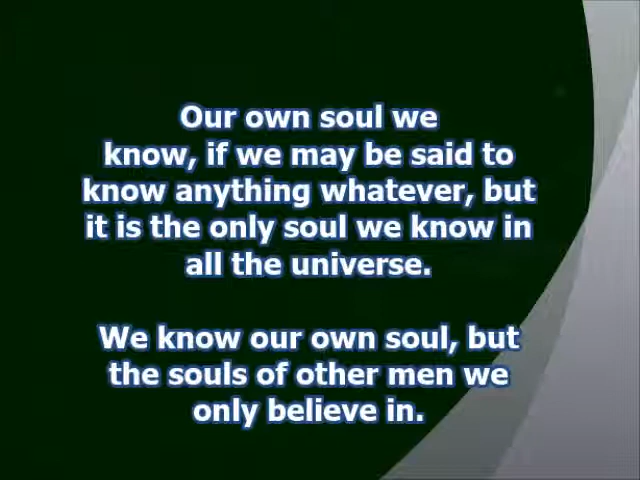 Our own soul we
know, if we may be said to
know anything whatever, but
it is the only soul we know in
all the universe.
We know our own soul, but
the souls of other men we
only believe in.